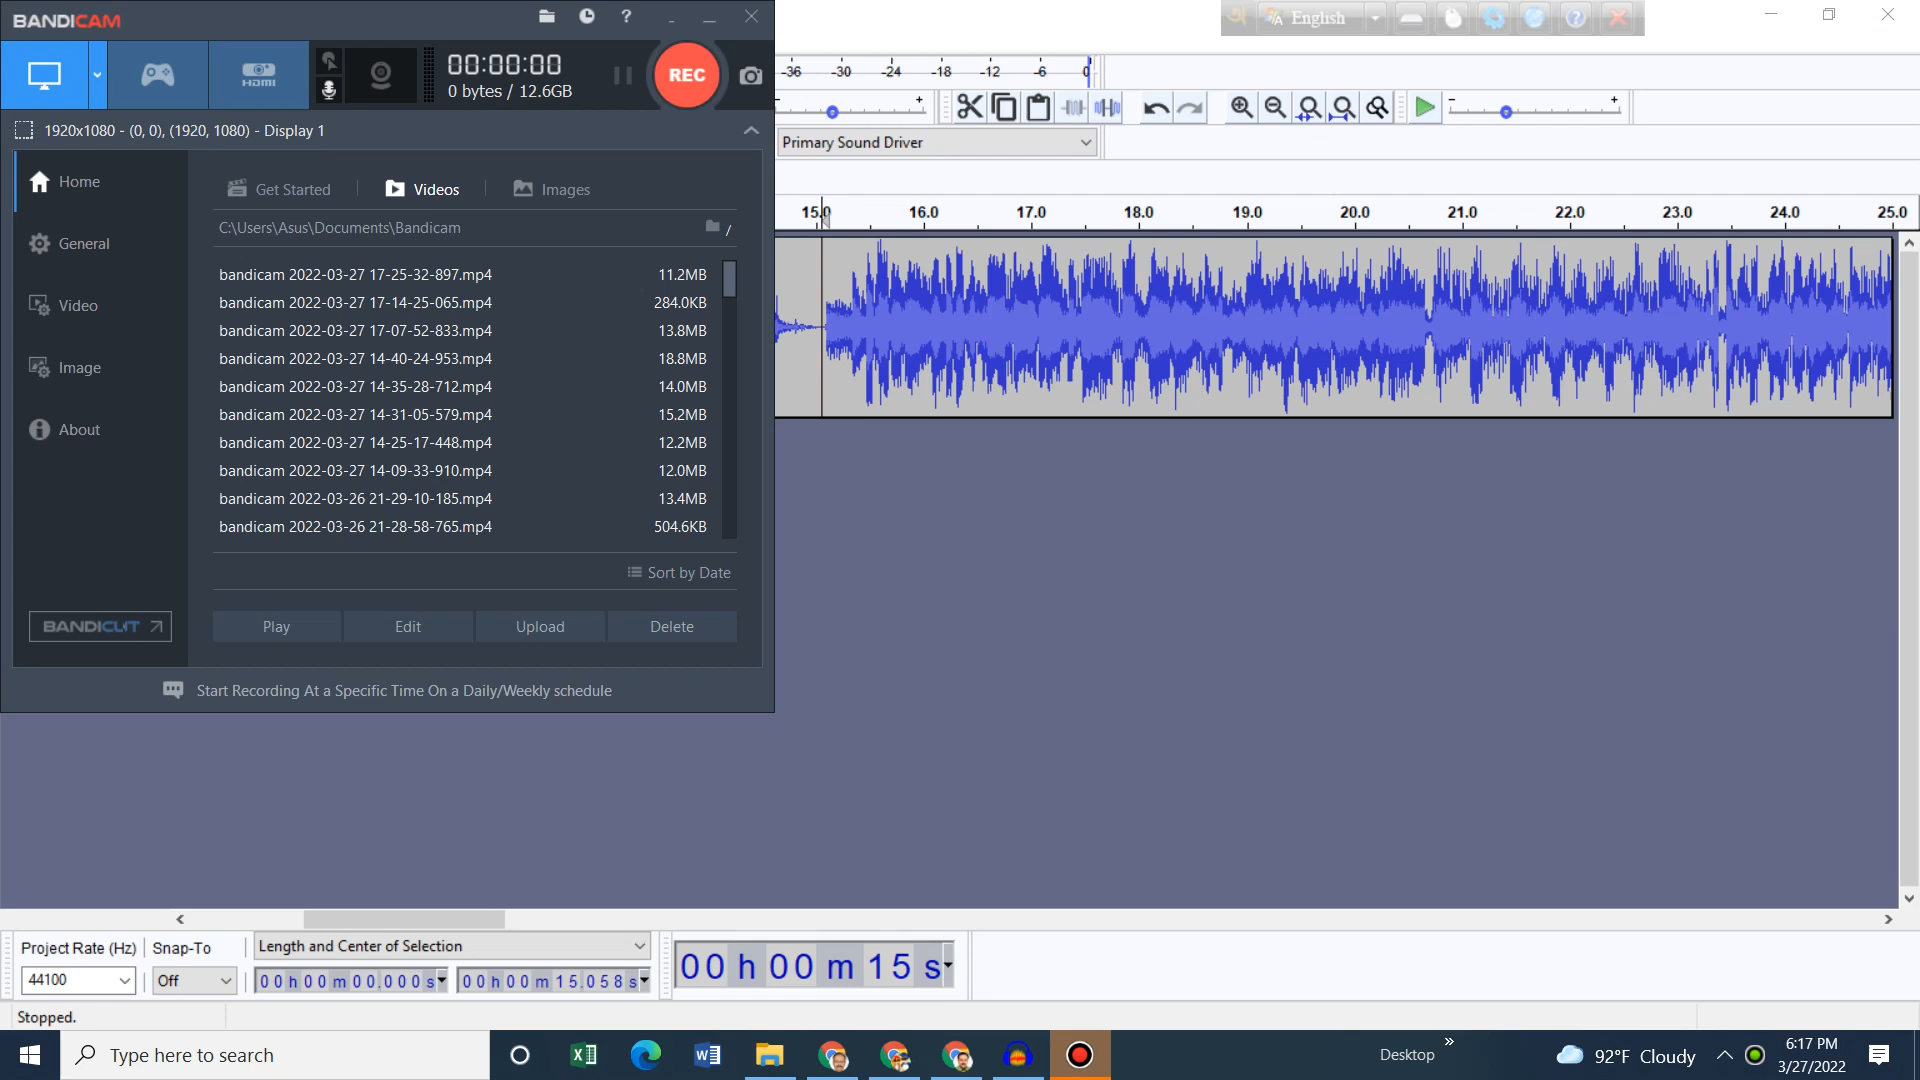 BANDICAM
?
HDMI
00:00:00
0 bytes / 12.6GB
REC
1920x1080 - (0, 0), (1920, 1080) - Display 1
Home
General
Video
Image
About
BANDICUT
Get Started
Videos
Images
C:\Users\Asus\Documents\Bandicam
/
bandicam 2022-03-27 17-25-32-897.mp4 11.2MB
bandicam 2022-03-27 17-14-25-065.mp4 284.0KB
bandicam 2022-03-27 17-07-52-833.mp4 13.8MB
bandicam 2022-03-27 14-40-24-953.mp4 18.8MB
bandicam 2022-03-27 14-35-28-712.mp4 14.0MB
bandicam 2022-03-27 14-31-05-579.mp4 15.2MB
bandicam 2022-03-27 14-25-17-448.mp4 12.2MB
bandicam 2022-03-27 14-09-33-910.mp4 12.0MB
bandicam 2022-03-26 21-29-10-185.mp4 13.4MB
bandicam 2022-03-26 21-28-58-765.mp4 504.6KB
Sort by Date
Play Edit Upload Delete
Start Recording At a Specific Time On a Daily/Weekly schedule
English
-36 -30 -24 -18 -12 -6 0
Primary Sound Driver
15.0 16.0 17.0 18.0 19.0 20.0 21.0 22.0 23.0 24.0 25.0
Project Rate (Hz) Snap-To Length and Center of Selection
44100 Off 00 h 00 m 00.000 s 00 h 00 m 15.058 s
00 h 00 m 15 s
Stopped.
Type here to search
Desktop
92°F Cloudy
6:17 PM
3/27/2022